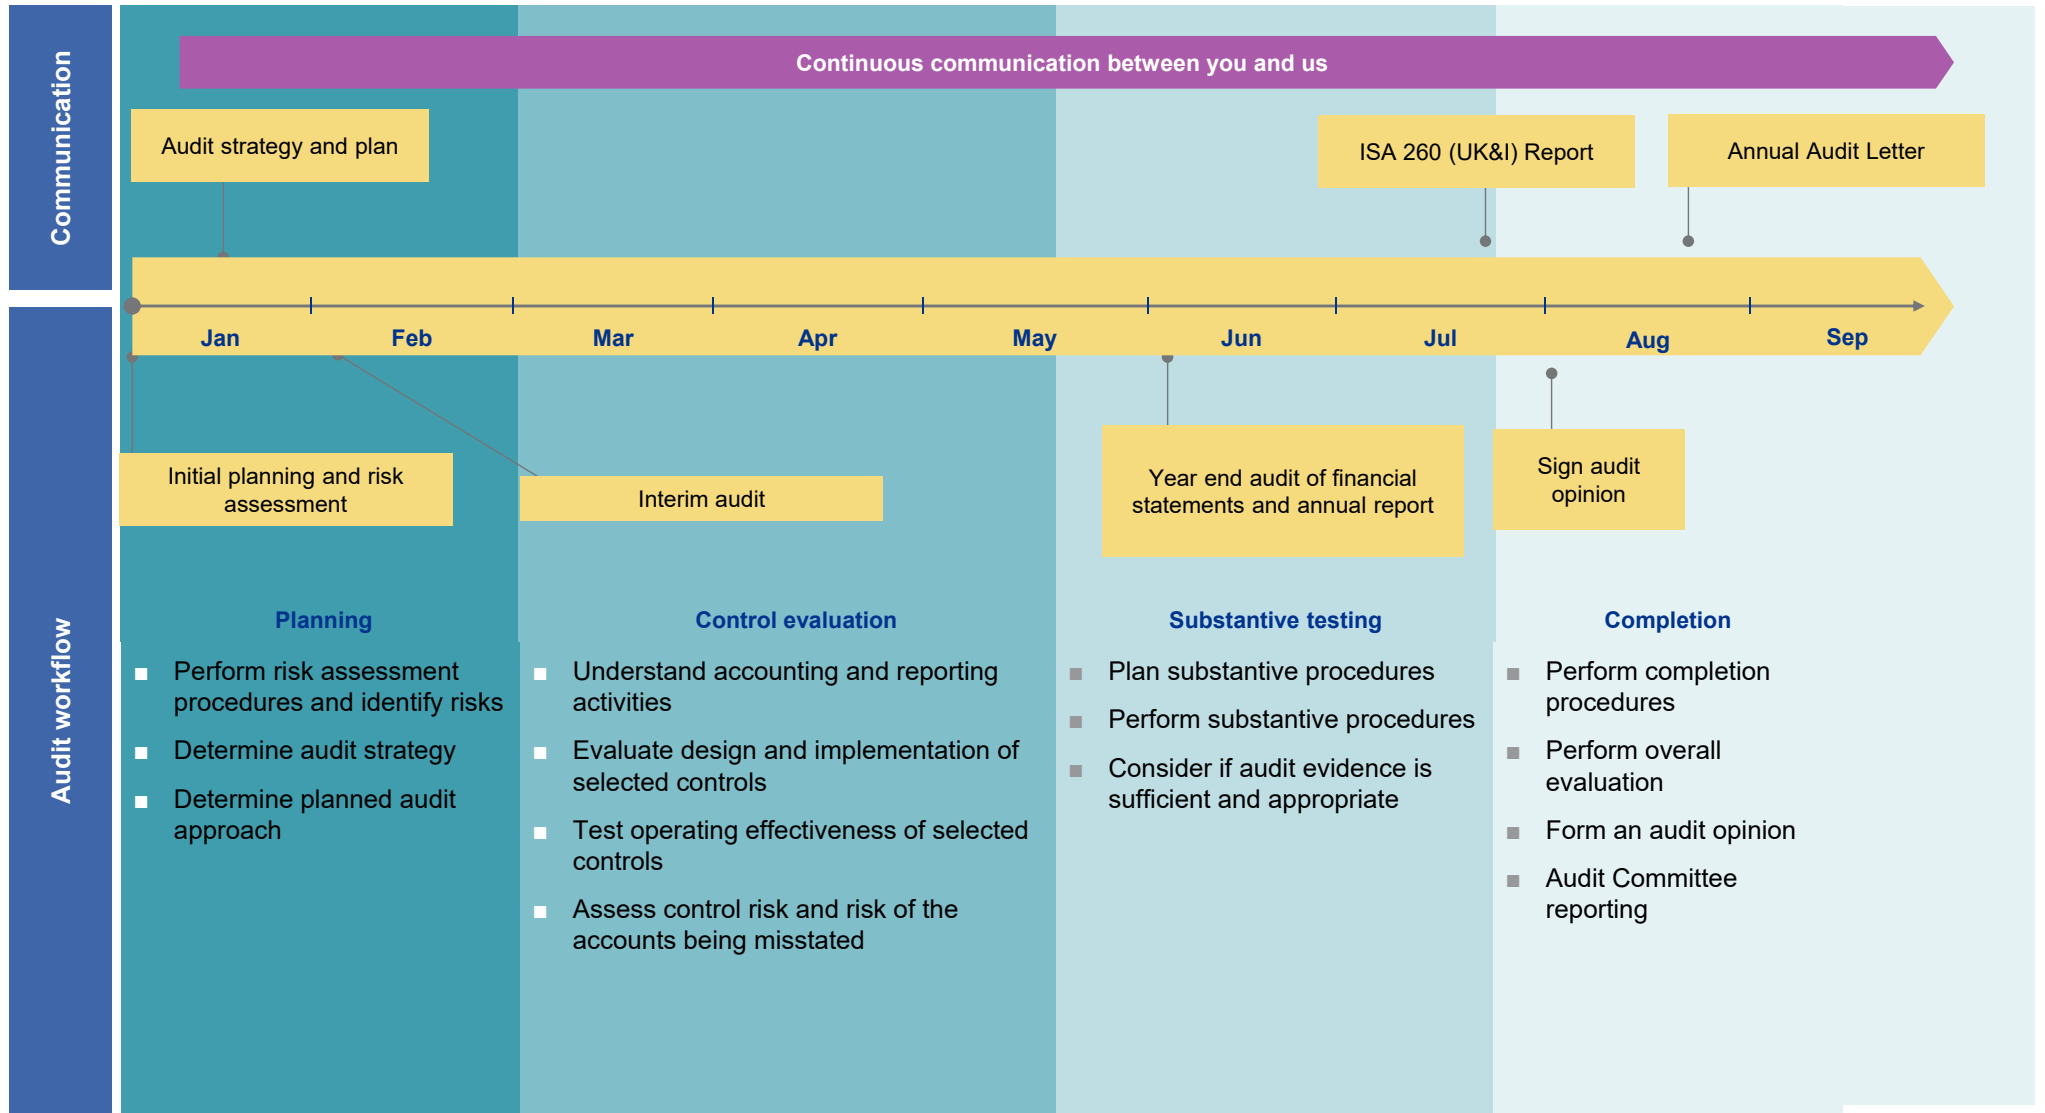 Communication
Continuous communication between you and us
Audit strategy and plan
ISA 260 (UK&I) Report
Annual Audit Letter
Jan
Feb
Mar
Apr
May
Jun
Jul
Aug
Sep
Audit workflow
Initial planning and risk
assessment
Interim audit
Year end audit of financial
statements and annual report
Sign audit
opinion
Planning
Perform risk assessment
procedures and identify risks
Determine audit strategy
Determine planned audit
approach
Control evaluation
Understand accounting and reporting
activities
Evaluate design and implementation of
selected controls
Test operating effectiveness of selected
controls
Assess control risk and risk of the
accounts being misstated
Substantive testing
Plan substantive procedures
Perform substantive procedures
Consider if audit evidence is
sufficient and appropriate
Completion
Perform completion
procedures
Perform overall
evaluation
Form an audit opinion
Audit Committee
reporting